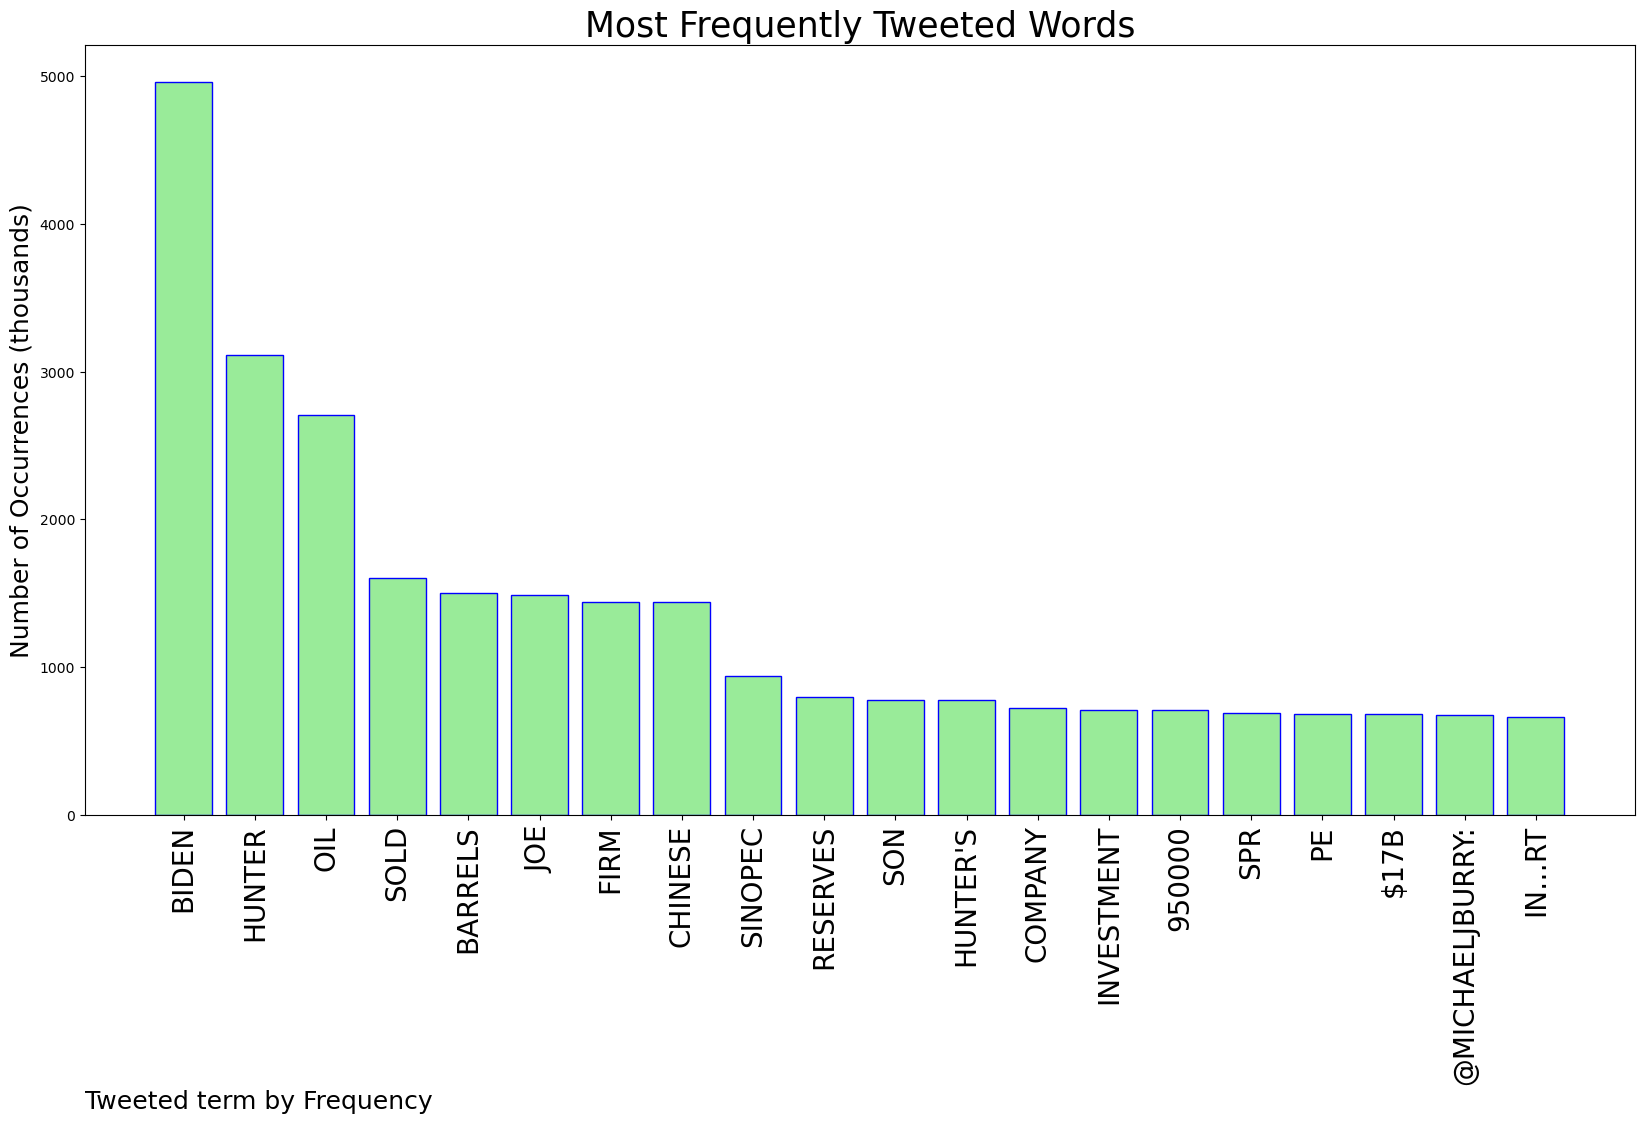 Most Frequently Tweeted Words
Number of Occurrences (thousands)
5000
4000
3000
2000
1000
0
BIDEN
HUNTER
OIL
SOLD
BARRELS
JOE
FIRM
CHINESE
SINOPEC
RESERVES
SON
HUNTER'S
COMPANY
INVESTMENT
950000
SPR
PE
$17B
@MICHAELJBURRY:
IN…RT
Tweeted term by Frequency